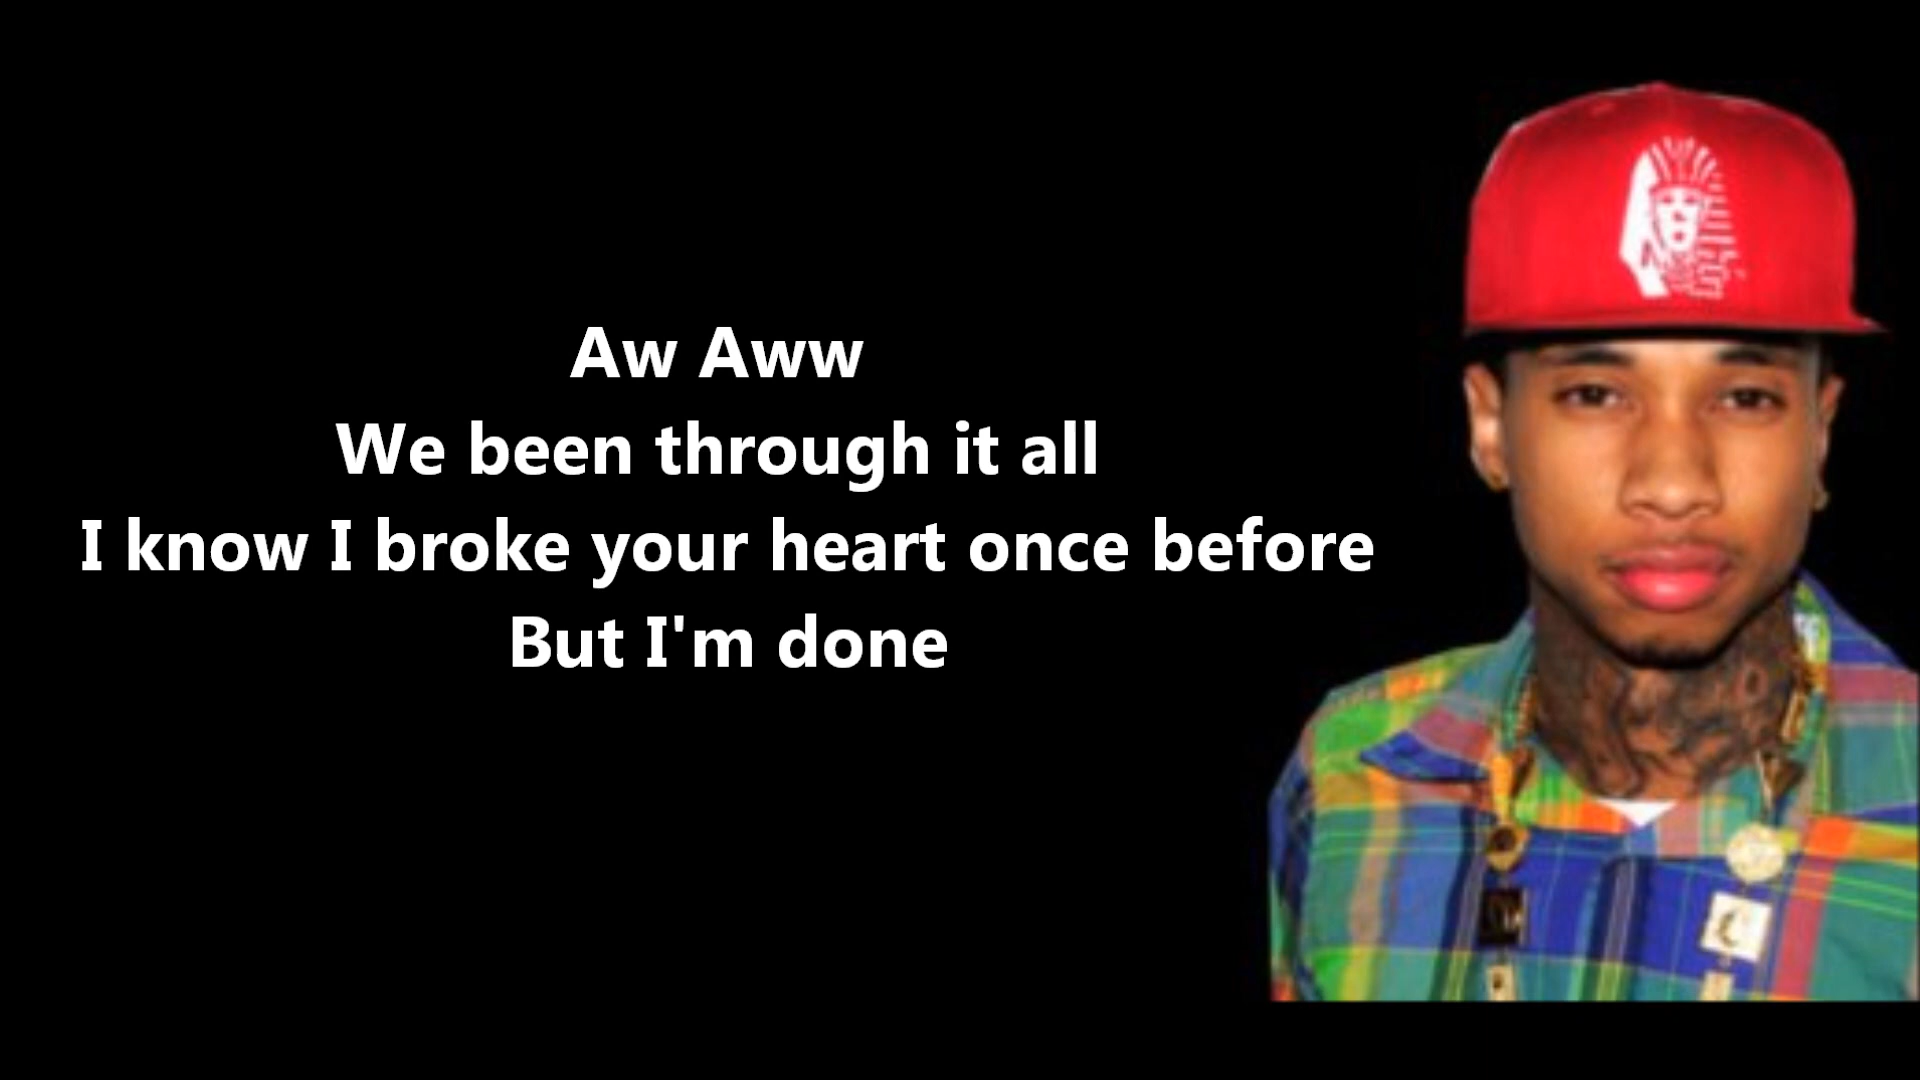 Aw Aww
We been through it all
I know I broke your heart once before
But I'm done